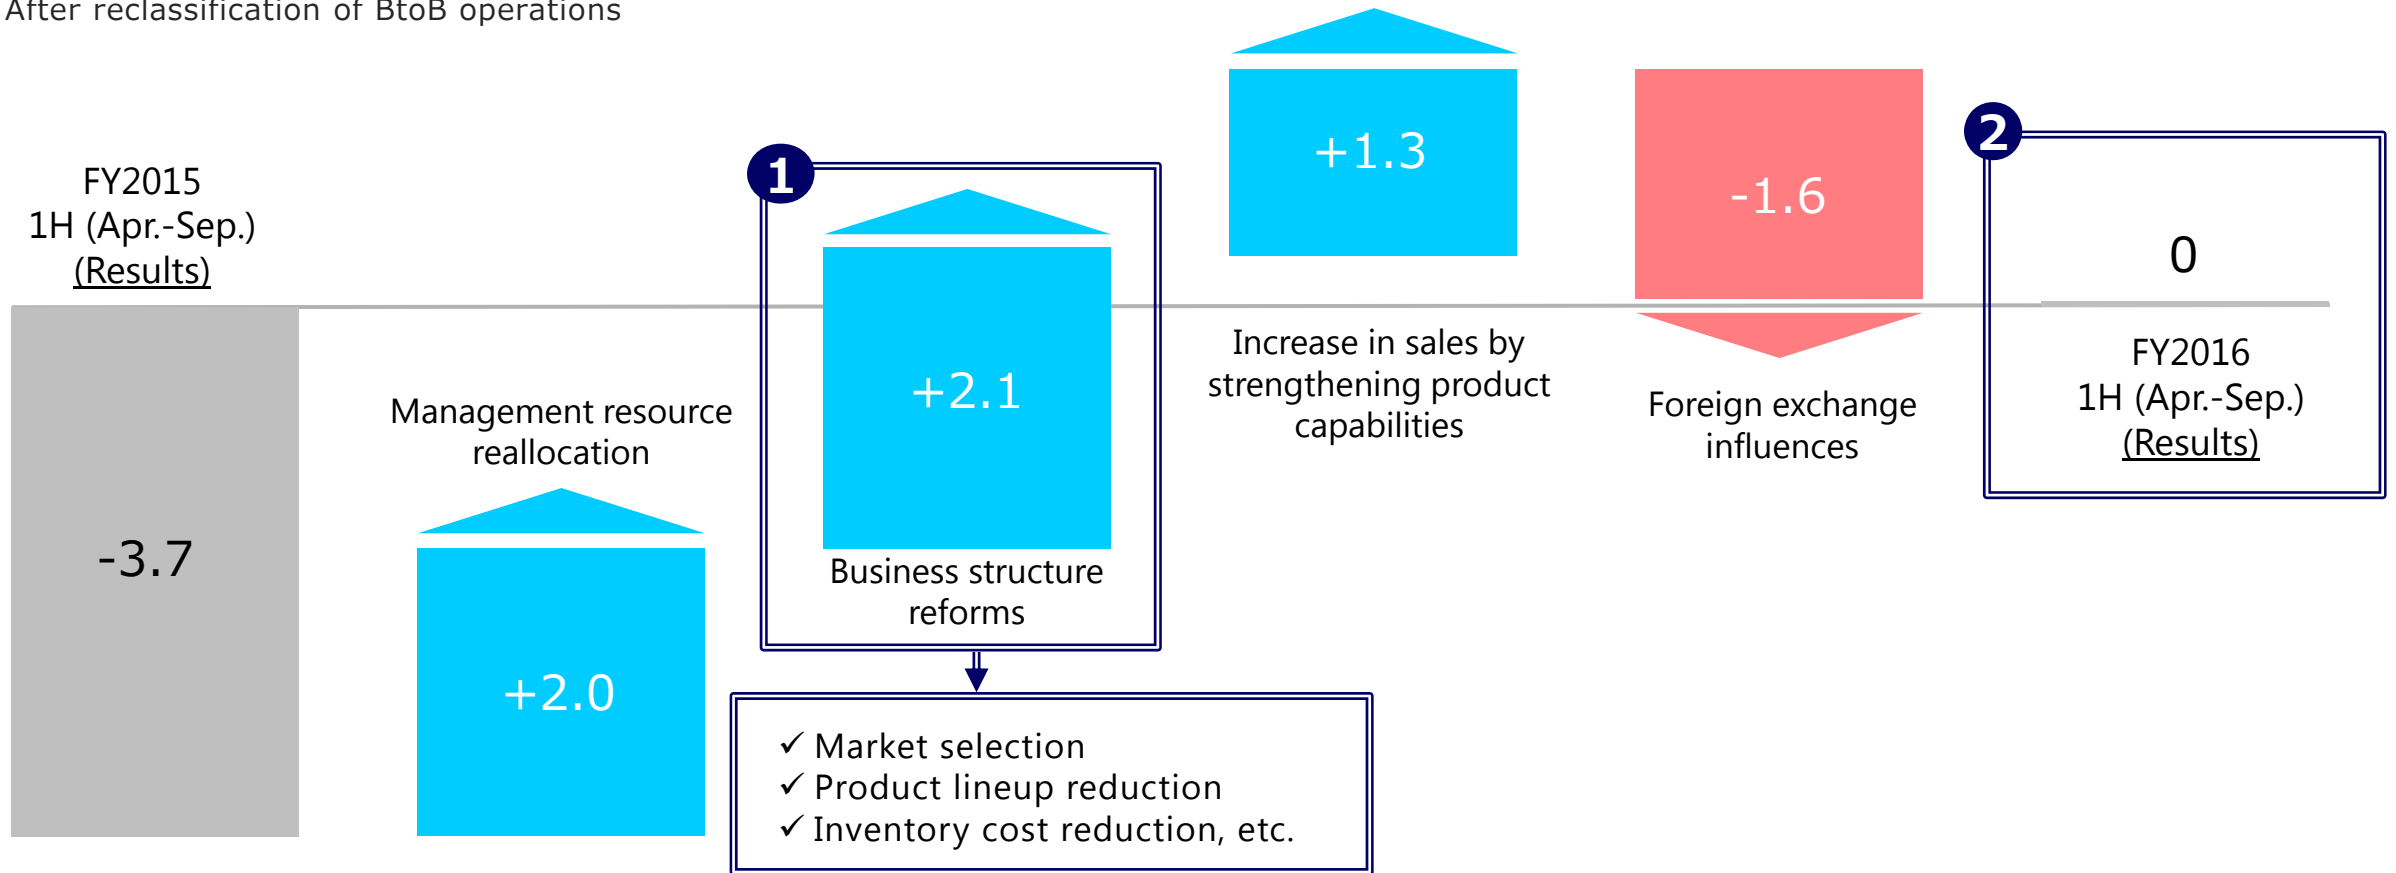 After reclassification of BtoB operations
FY2015
1H (Apr.-Sep.)
(Results)
-3.7
Management resource
reallocation
+2.0
1
+2.1
Business structure
reforms
✓ Market selection
✓ Product lineup reduction
✓ Inventory cost reduction, etc.
+1.3
Increase in sales by
strengthening product
capabilities
-1.6
Foreign exchange
influences
2
0
FY2016
1H (Apr.-Sep.)
(Results)